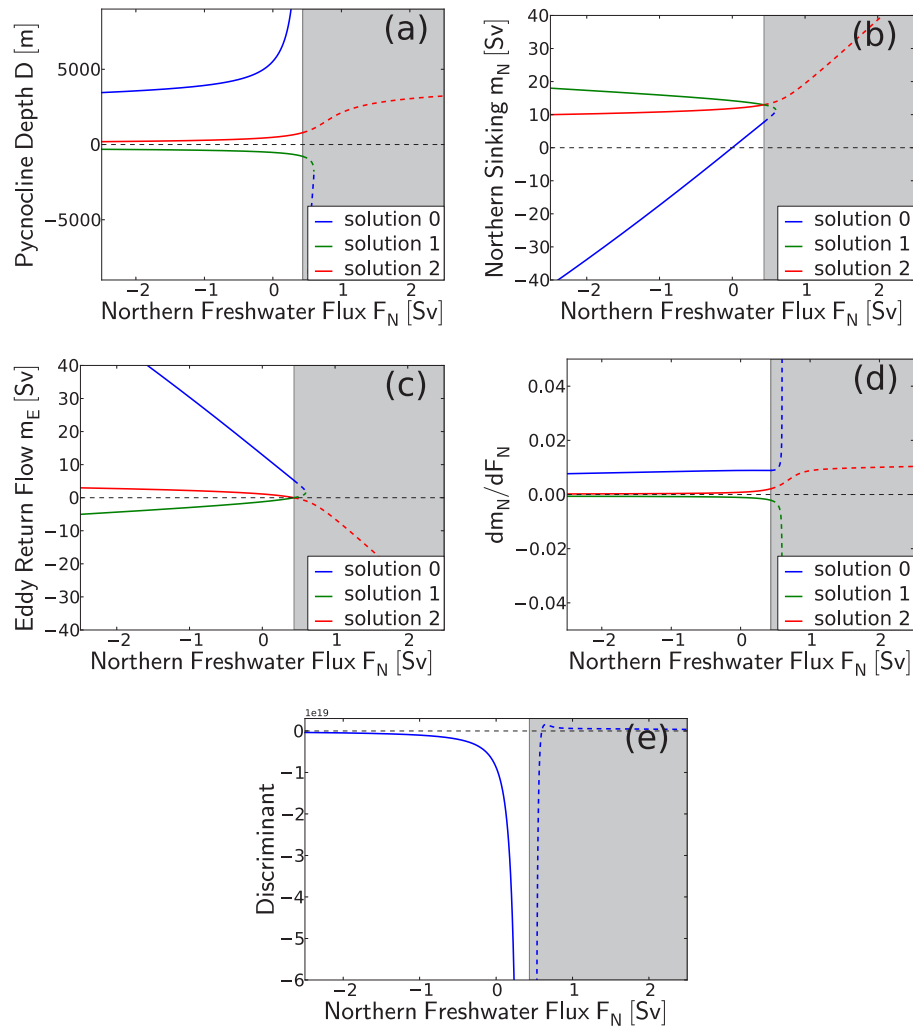 (a)
Pycnocline Depth D [m]
5000
0
−5000
solution 0
solution 1
solution 2
−2 −1 0 1 2
Northern Freshwater Flux F_N [Sv]
(b)
Northern Sinking m_N [Sv]
40
30
20
10
0
−10
−20
−30
−40
solution 0
solution 1
solution 2
−2 −1 0 1 2
Northern Freshwater Flux F_N [Sv]
(c)
Eddy Return Flow m_E [Sv]
40
30
20
10
0
−10
−20
−30
−40
solution 0
solution 1
solution 2
−2 −1 0 1 2
Northern Freshwater Flux F_N [Sv]
(d)
dm_N/dF_N
0.04
0.02
0.00
−0.02
−0.04
solution 0
solution 1
solution 2
−2 −1 0 1 2
Northern Freshwater Flux F_N [Sv]
1e19
(e)
Discriminant
0
−1
−2
−3
−4
−5
−6
−2 −1 0 1 2
Northern Freshwater Flux F_N [Sv]